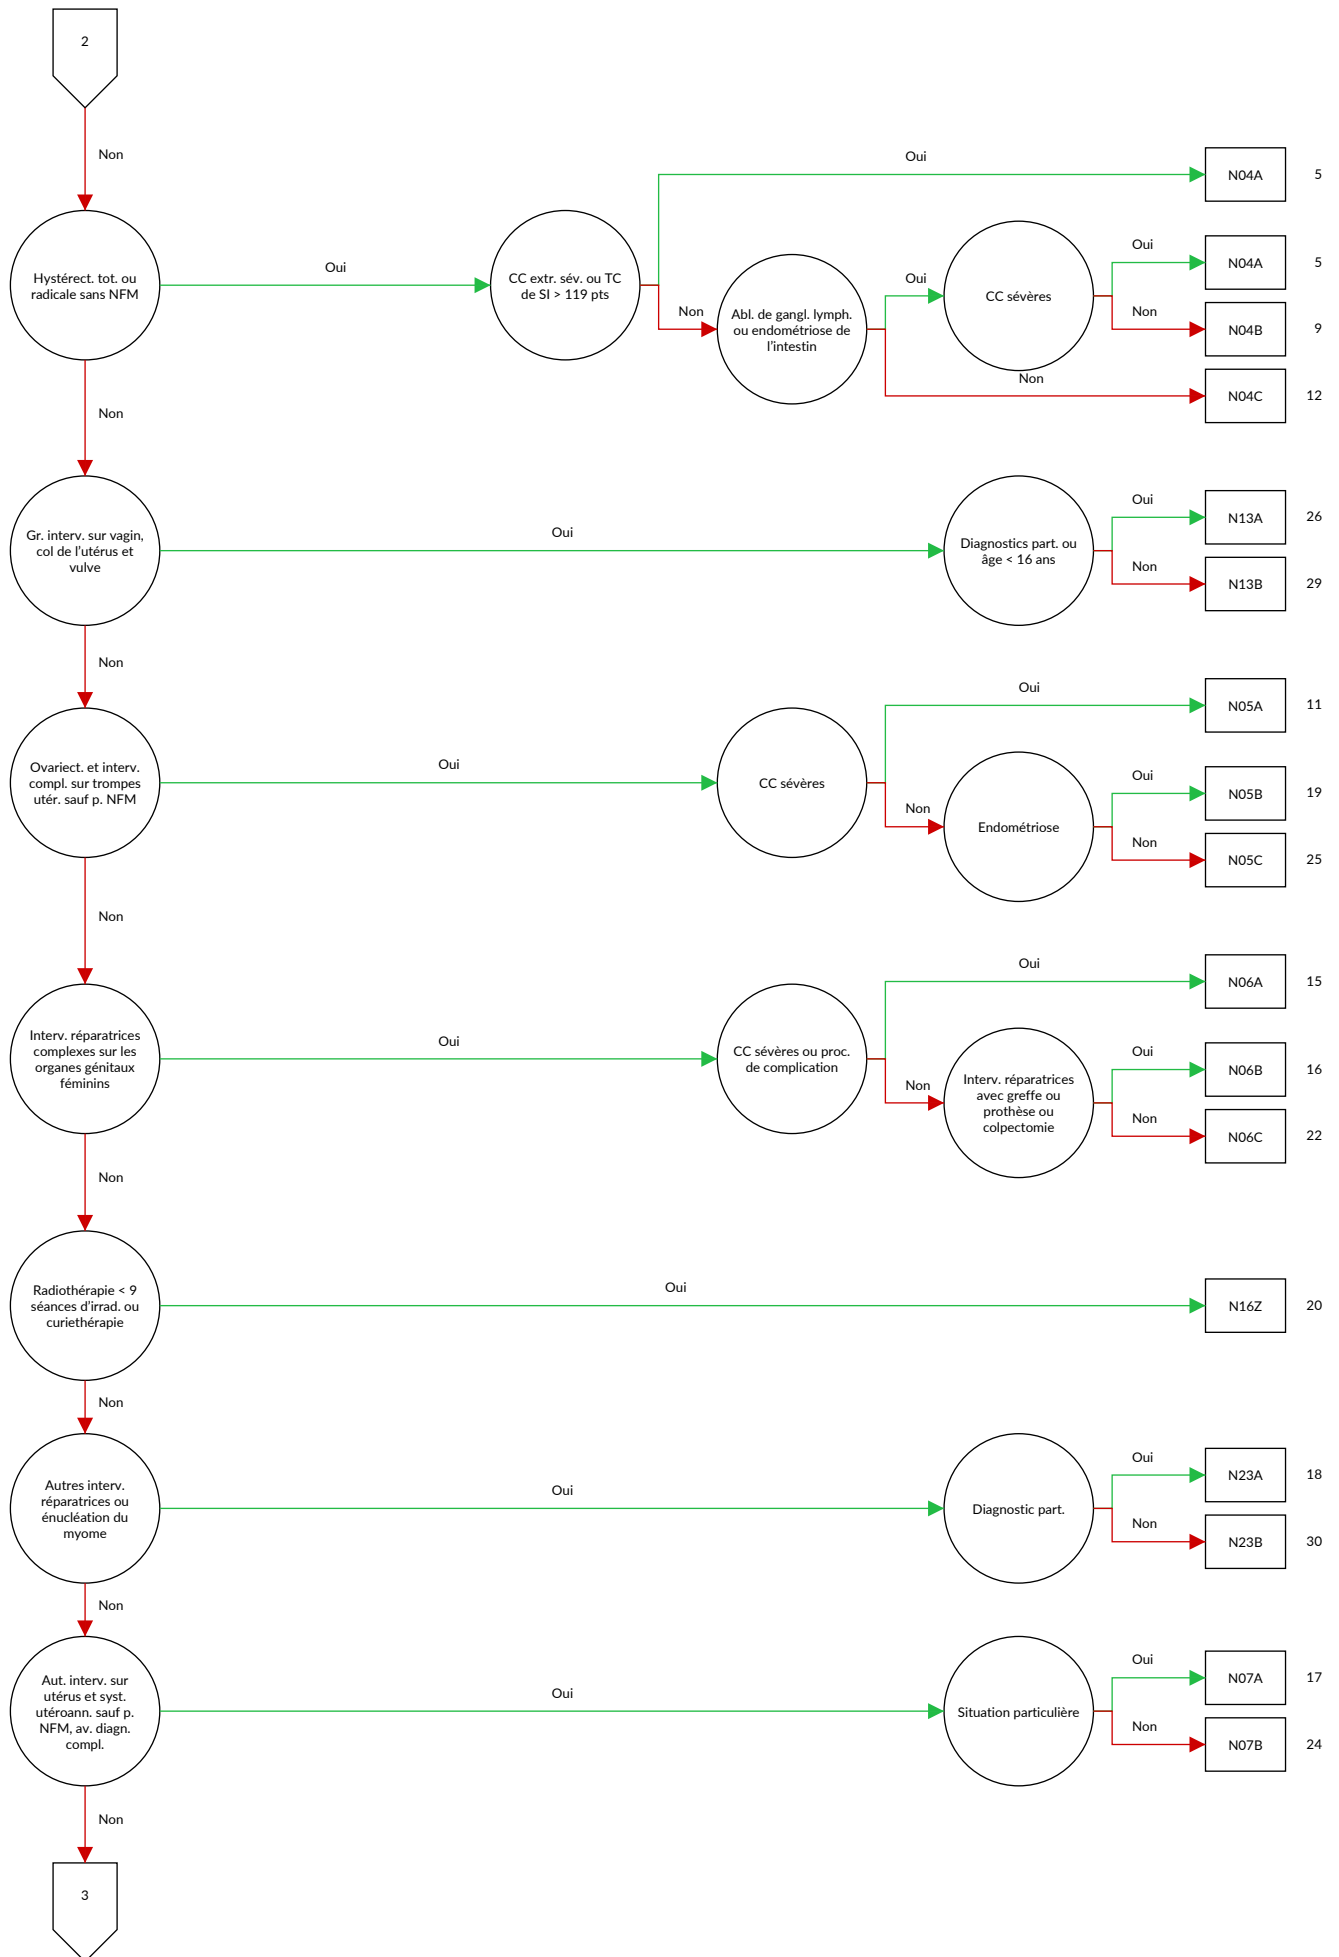 2
Non
Oui
N04A
5
Hystérect. tot. ou
radicale sans NFM
Oui
CC extr. sév. ou TC
de SI > 119 pts
Non
Abl. de gangl. lymph.
ou endométriose de
l'intestin
Oui
CC sévères
Oui
N04A
5
Non
N04B
9
Non
N04C
12
Non
Gr. interv. sur vagin,
col de l'utérus et
vulve
Oui
Diagnostics part. ou
âge < 16 ans
Oui
N13A
26
Non
N13B
29
Non
Ovariect. et interv.
compl. sur trompes
utér. sauf p. NFM
Oui
CC sévères
Oui
N05A
11
Non
Endométriose
Oui
N05B
19
Non
N05C
25
Non
Interv. réparatrices
complexes sur les
organes génitaux
féminins
Oui
CC sévères ou proc.
de complication
Oui
N06A
15
Non
Interv. réparatrices
avec greffe ou
prothèse ou
colpectomie
Oui
N06B
16
Non
N06C
22
Non
Radiothérapie < 9
séances d'irrad. ou
curiethérapie
Oui
N16Z
20
Non
Autres interv.
réparatrices ou
énucléation du
myome
Oui
Diagnostic part.
Oui
N23A
18
Non
N23B
30
Non
Aut. interv. sur
utérus et syst.
utéroann. sauf p.
NFM, av. diagn.
compl.
Oui
Situation particulière
Oui
N07A
17
Non
N07B
24
Non
3